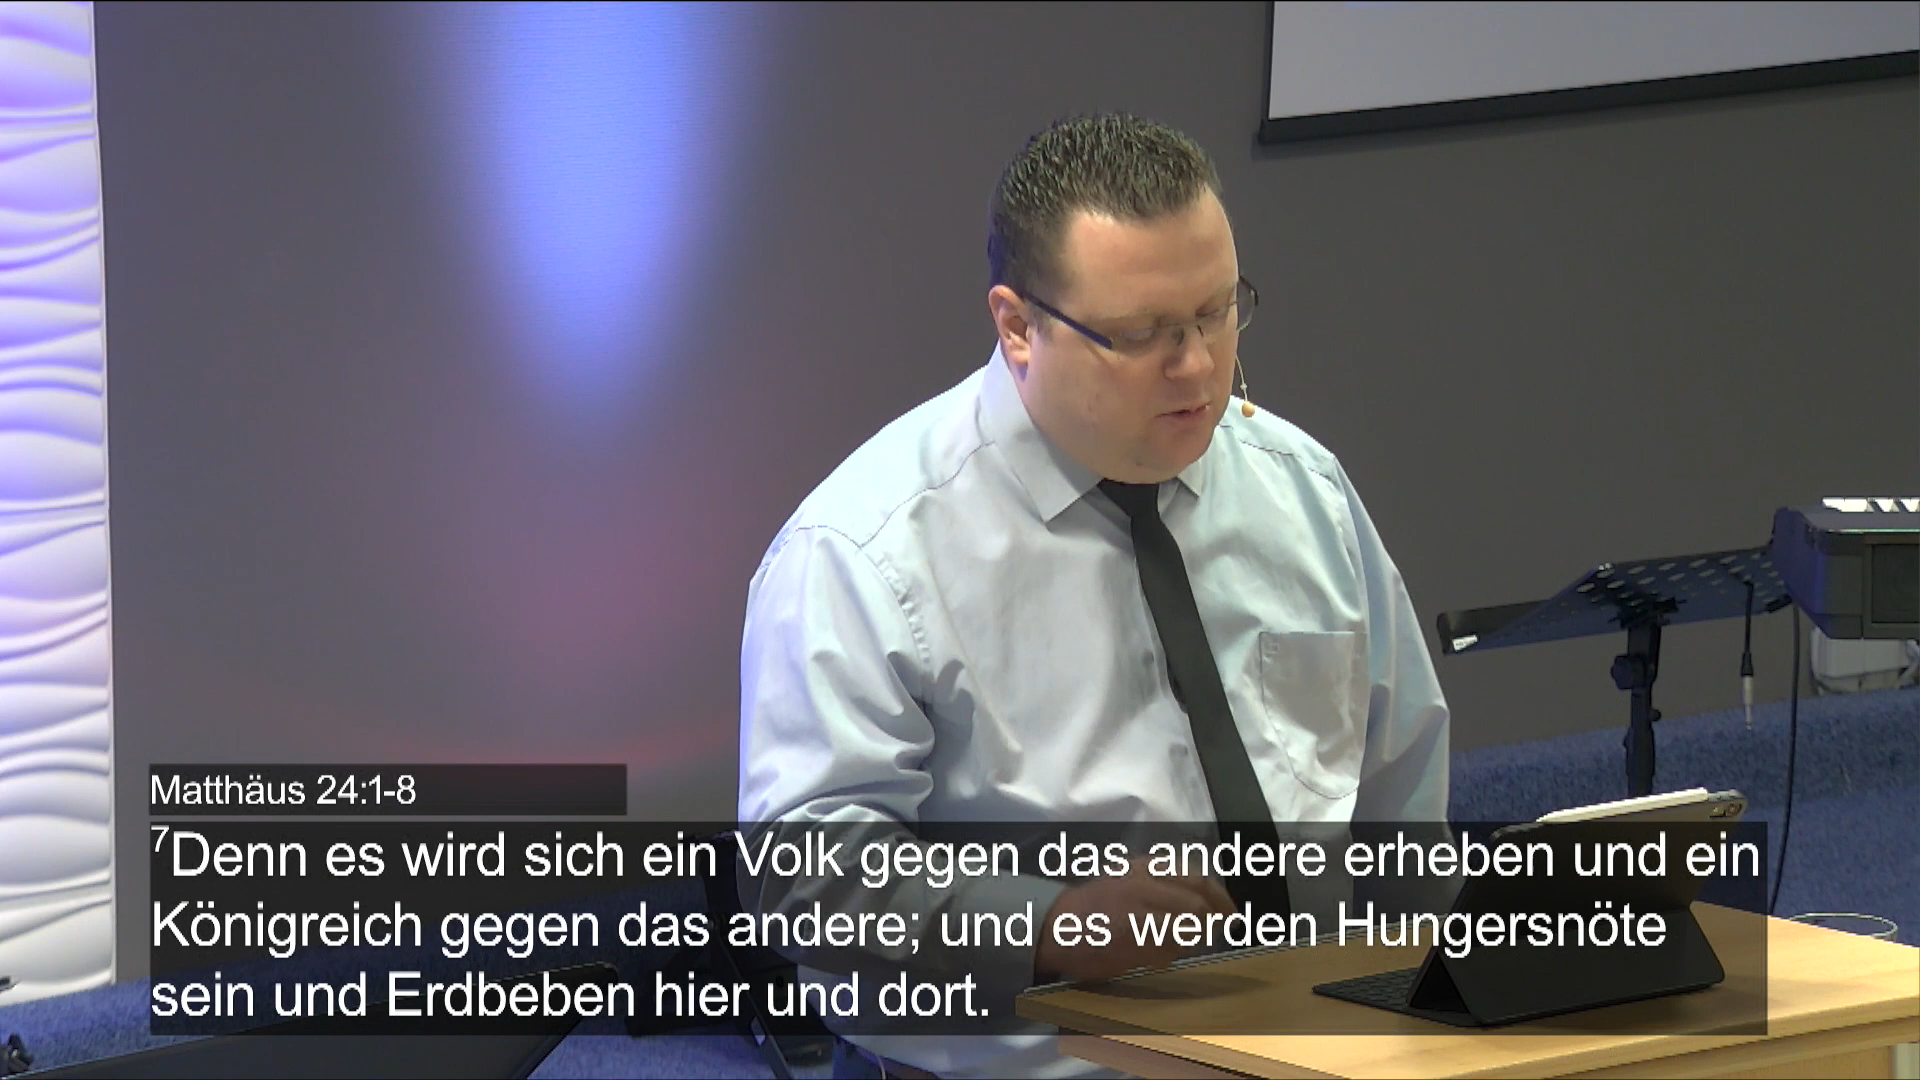 Matthäus 24:1-8
⁷Denn es wird sich ein Volk gegen das andere erheben und ein
Königreich gegen das andere; und es werden Hungersnöte
sein und Erdbeben hier und dort.